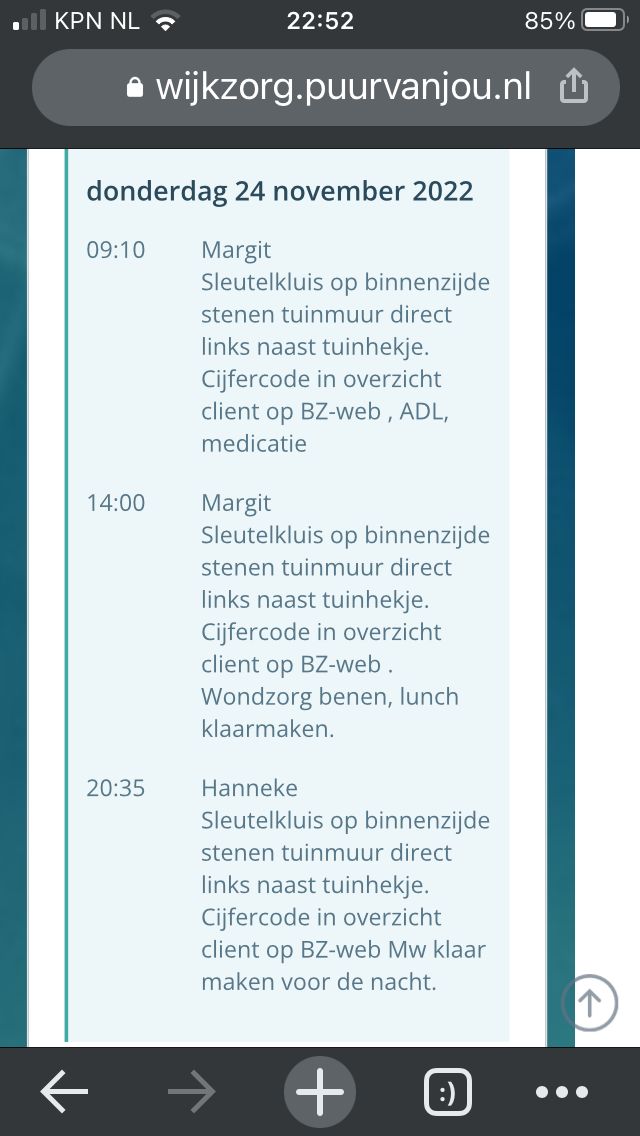 KPN NL 22:52 85%
wijkzorg.puurvanjou.nl
donderdag 24 november 2022
09:10 Margit
Sleutelkluis op binnenzijde
stenen tuinmuur direct
links naast tuinhekje.
Cijfercode in overzicht
client op BZ-web , ADL,
medicatie
14:00 Margit
Sleutelkluis op binnenzijde
stenen tuinmuur direct
links naast tuinhekje.
Cijfercode in overzicht
client op BZ-web .
Wondzorg benen, lunch
klaarmaken.
20:35 Hanneke
Sleutelkluis op binnenzijde
stenen tuinmuur direct
links naast tuinhekje.
Cijfercode in overzicht
client op BZ-web Mw klaar
maken voor de nacht.
:)